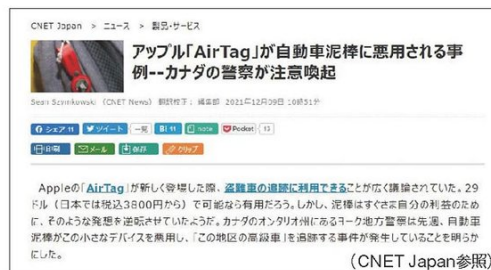 CNET Japan > ニュース > 製品・サービス
アップル「AirTag」が自動車泥棒に悪用される事
例--カナダの警察が注意喚起
Sean Szymkowski (CNET News) 翻訳校正: 編集部 2021年12月09日 10時51分
シェア 11 ツイート 一覧 B! 11 note Pocket 13
印刷 メール 保存 クリップ
Appleの「AirTag」が新しく登場した際、盗難車の追跡に利用できることが広く議論されていた。29
ドル(日本では税込3800円から)で可能なら有用だろう。しかし、泥棒はすぐさま自分の利益のため
に、そのような発想を逆転させていたようだ。カナダのオンタリオ州にあるヨーク地方警察は先週、自動車
泥棒がこの小さなデバイスを悪用し、「この地区の高級車」を追跡する事件が発生していることを明らか
にした。
(CNET Japan参照)